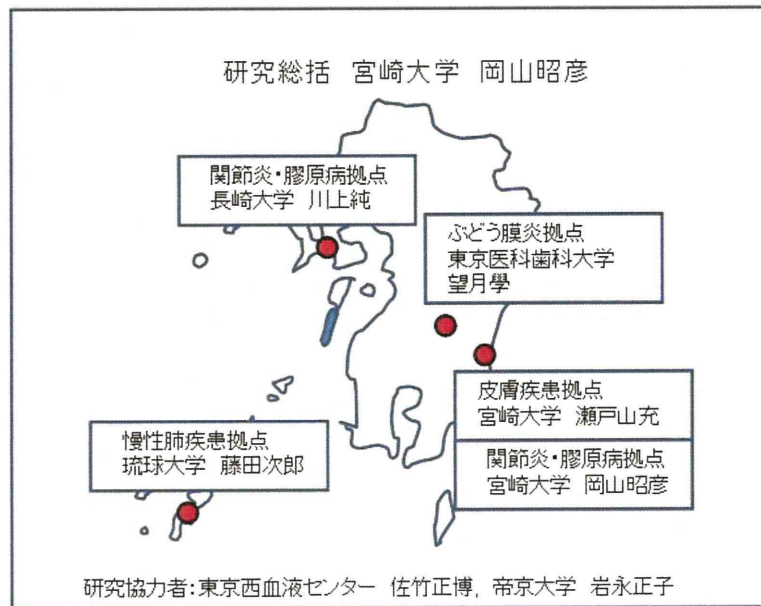 研究総括 宮崎大学 岡山昭彦
関節炎・膠原病拠点
長崎大学 川上純
ぶどう膜炎拠点
東京医科歯科大学
望月學
皮膚疾患拠点
宮崎大学 瀬戸山充
関節炎・膠原病拠点
宮崎大学 岡山昭彦
慢性肺疾患拠点
琉球大学 藤田次郎
研究協力者:東京西血液センター 佐竹正博, 帝京大学 岩永正子